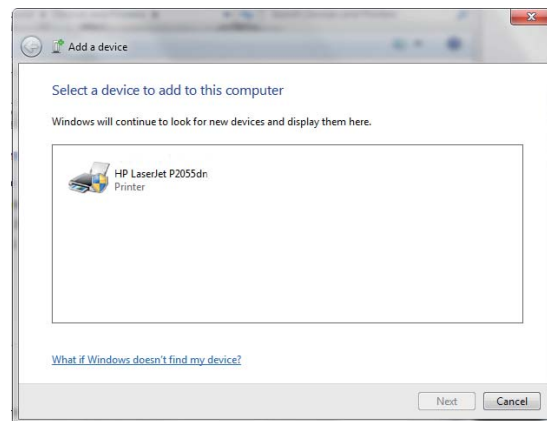 Add a device
Select a device to add to this computer
Windows will continue to look for new devices and display them here.
HP LaserJet P2055dn
Printer
What if Windows doesn't find my device?
Next
Cancel